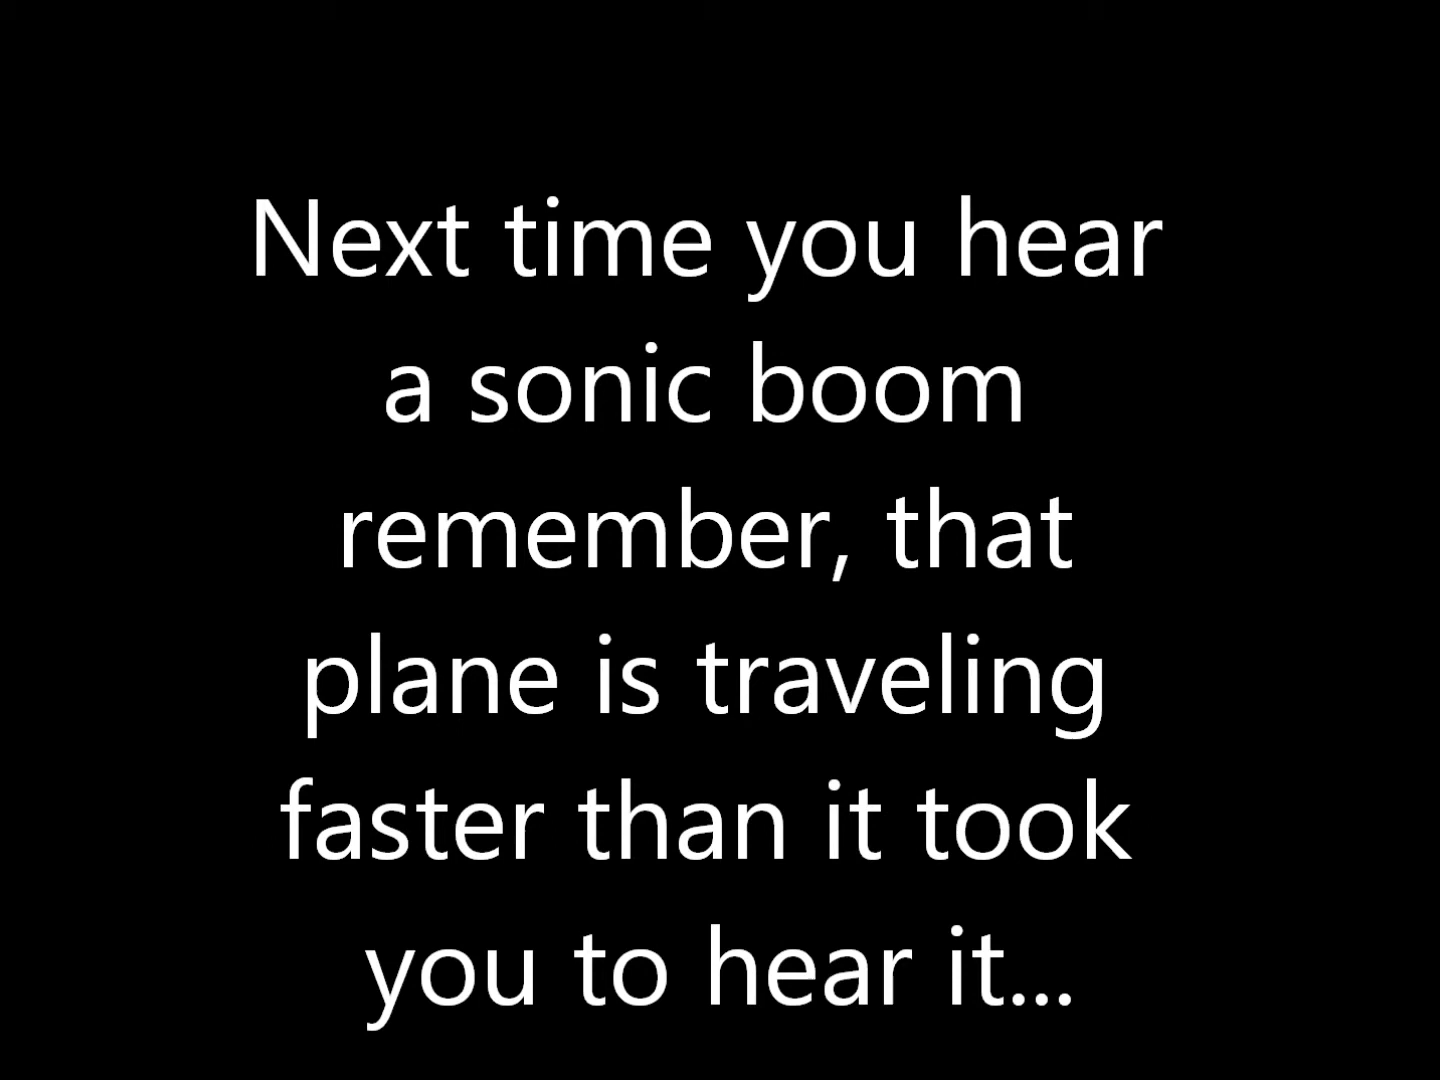 Next time you hear
a sonic boom
remember, that
plane is traveling
faster than it took
you to hear it...